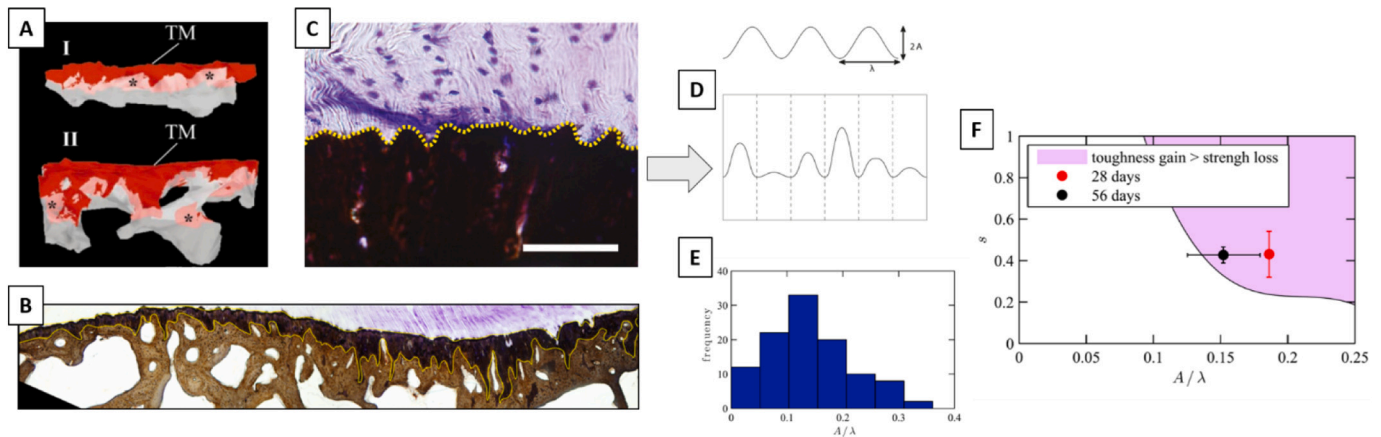 A
I
TM
*
*
II
TM
*
*
B
C
D
2A
λ
E
frequency
40
30
20
10
0
0
0.1
0.2
0.3
0.4
A/λ
F
s
1
0.8
0.6
0.4
0.2
0
toughness gain > strengh loss
28 days
56 days
0
0.05
0.1
0.15
0.2
0.25
A/λ